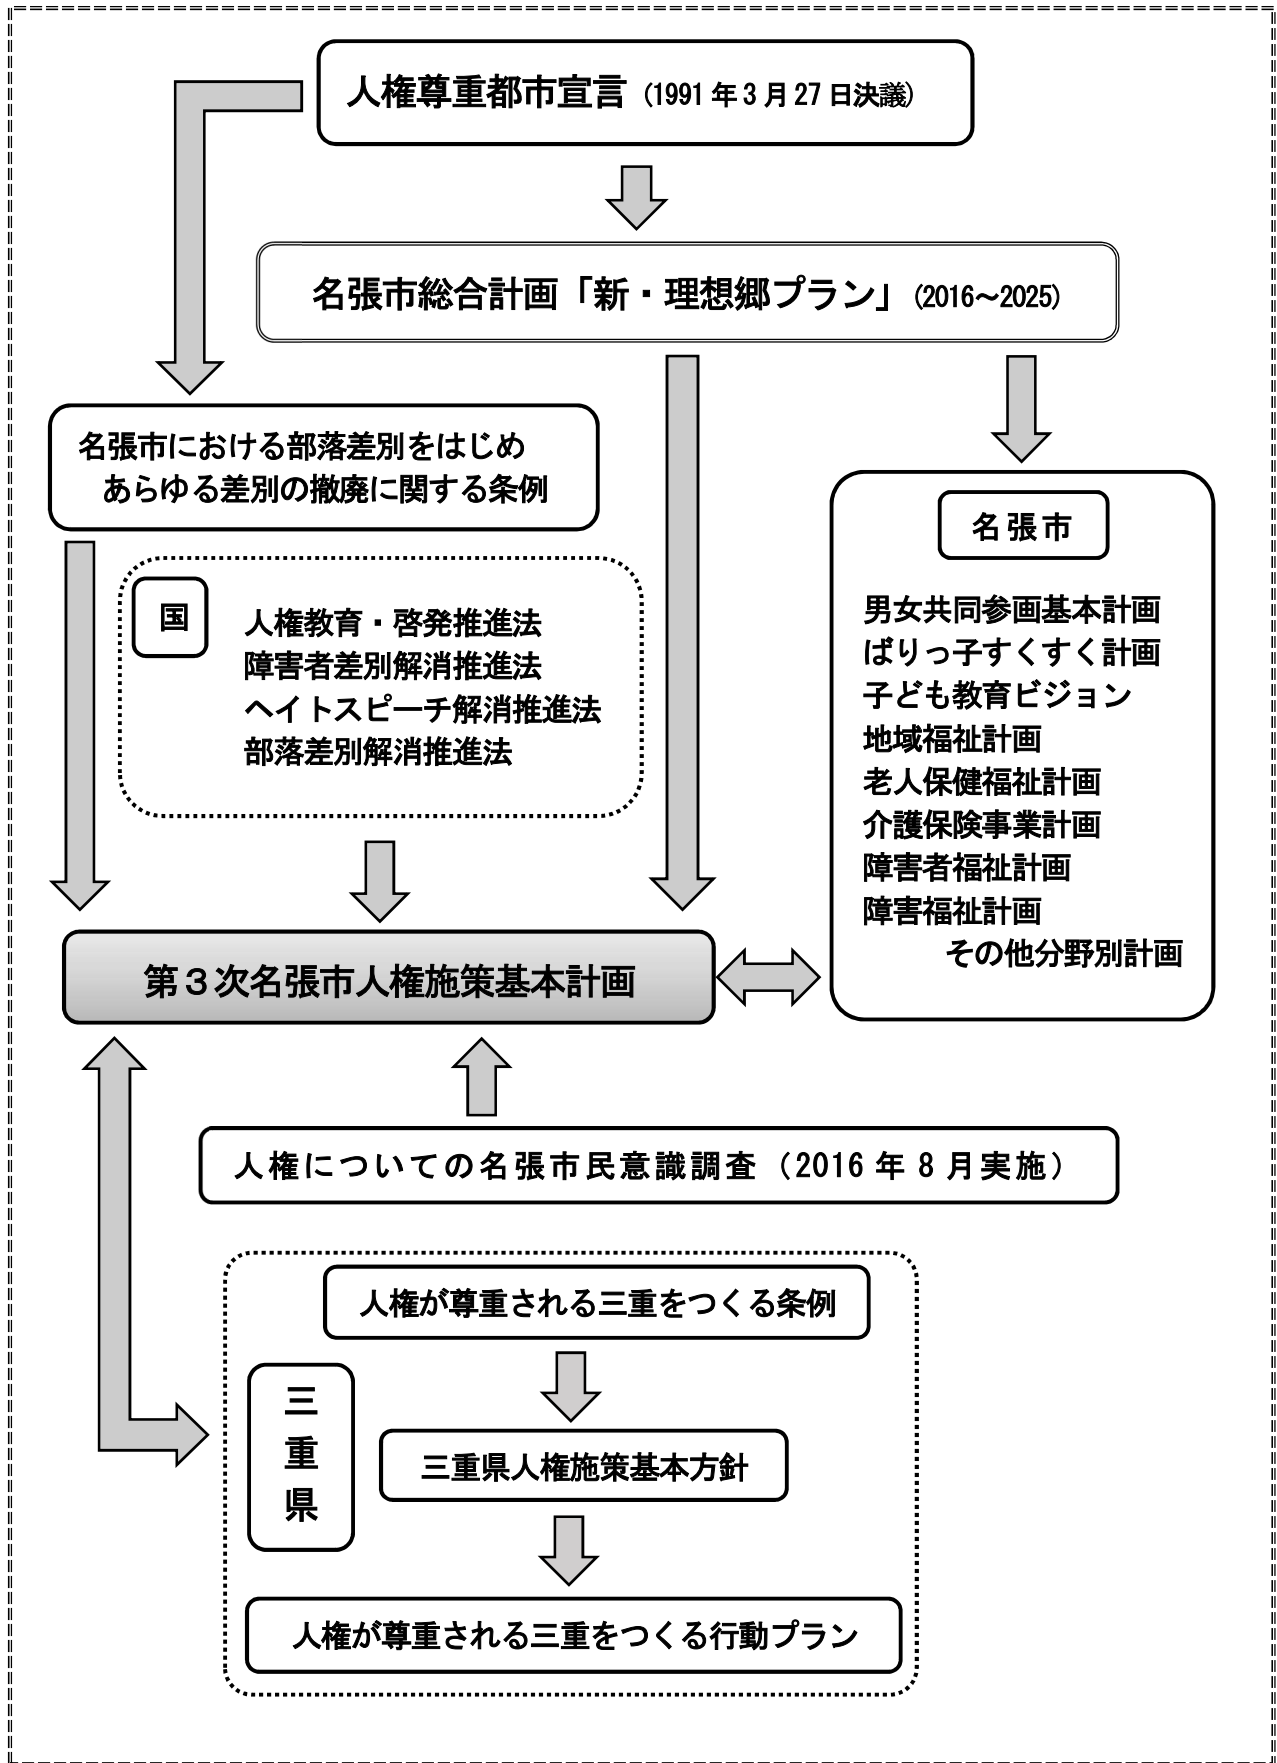 人権尊重都市宣言（1991年3月27日決議）
名張市総合計画「新・理想郷プラン」（2016～2025）
名張市における部落差別をはじめ
あらゆる差別の撤廃に関する条例
国
人権教育・啓発推進法
障害者差別解消推進法
ヘイトスピーチ解消推進法
部落差別解消推進法
名張市
男女共同参画基本計画
ばりっ子すくすく計画
子ども教育ビジョン
地域福祉計画
老人保健福祉計画
介護保険事業計画
障害者福祉計画
障害福祉計画
その他分野別計画
第３次名張市人権施策基本計画
人権についての名張市民意識調査（2016年8月実施）
人権が尊重される三重をつくる条例
三重県
三重県人権施策基本方針
人権が尊重される三重をつくる行動プラン